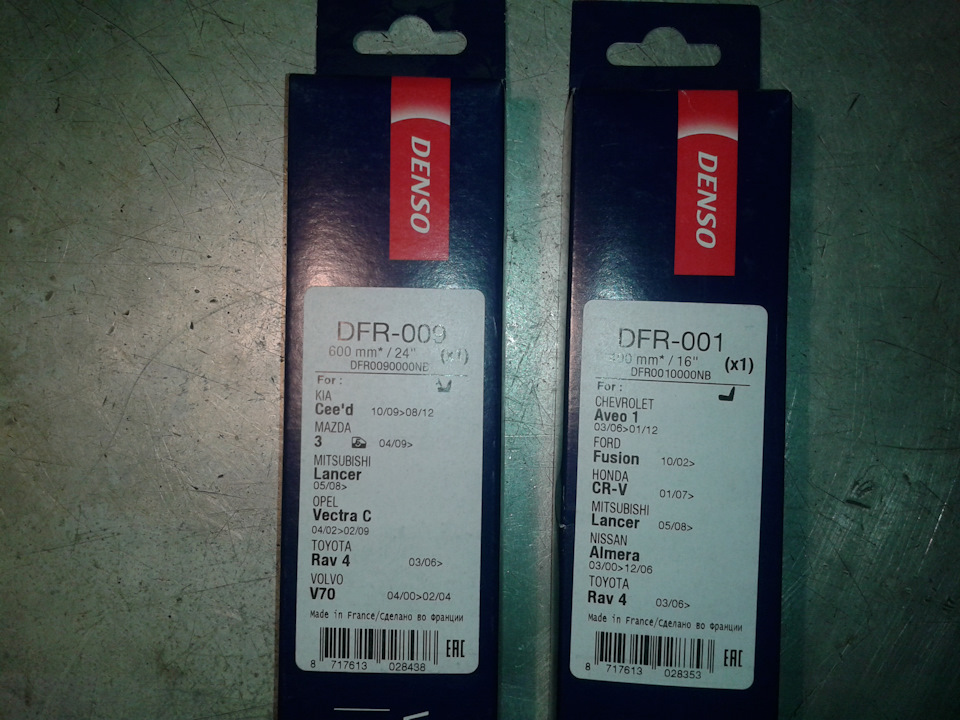 DENSO
DFR-009
600 mm* / 24" (x1)
DFR0090000NB
For :
KIA
Cee'd 10/09>08/12
MAZDA
3 04/09>
MITSUBISHI
Lancer
05/08>
OPEL
Vectra C
04/02>02/09
TOYOTA
Rav 4 03/06>
VOLVO
V70 04/00>02/04
Made in France/Сделано во Франции
EAC
8 717613 028438
DENSO
DFR-001
400 mm* / 16" (x1)
DFR0010000NB
For :
CHEVROLET
Aveo 1
03/06>01/12
FORD
Fusion 10/02>
HONDA
CR-V 01/07>
MITSUBISHI
Lancer 05/08>
NISSAN
Almera
03/00>12/06
TOYOTA
Rav 4 03/06>
Made in France/Сделано во Франции
EAC
8 717613 028353